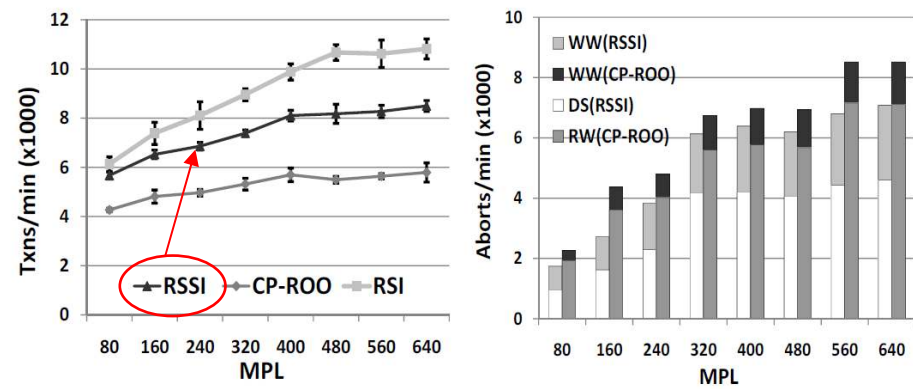 12
10
8
6
4
2
0
Txns/min (x1000)
RSSI CP-ROO RSI
80 160 240 320 400 480 560 640
MPL
10
8
6
4
2
0
Aborts/min (x1000)
WW(RSSI)
WW(CP-ROO)
DS(RSSI)
RW(CP-ROO)
80 160 240 320 400 480 560 640
MPL